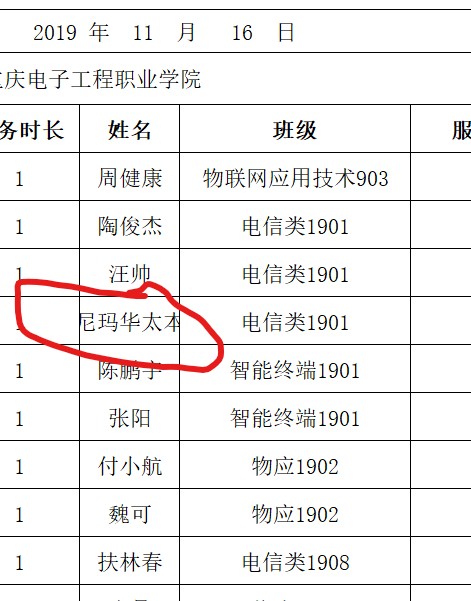 2019 年 11 月 16 日
庆电子工程职业学院
务时长 姓名 班级 服
1 周健康 物联网应用技术903
1 陶俊杰 电信类1901
1 汪帅 电信类1901
尼玛华太本 电信类1901
1 陈鹏宇 智能终端1901
1 张阳 智能终端1901
1 付小航 物应1902
1 魏可 物应1902
1 扶林春 电信类1908